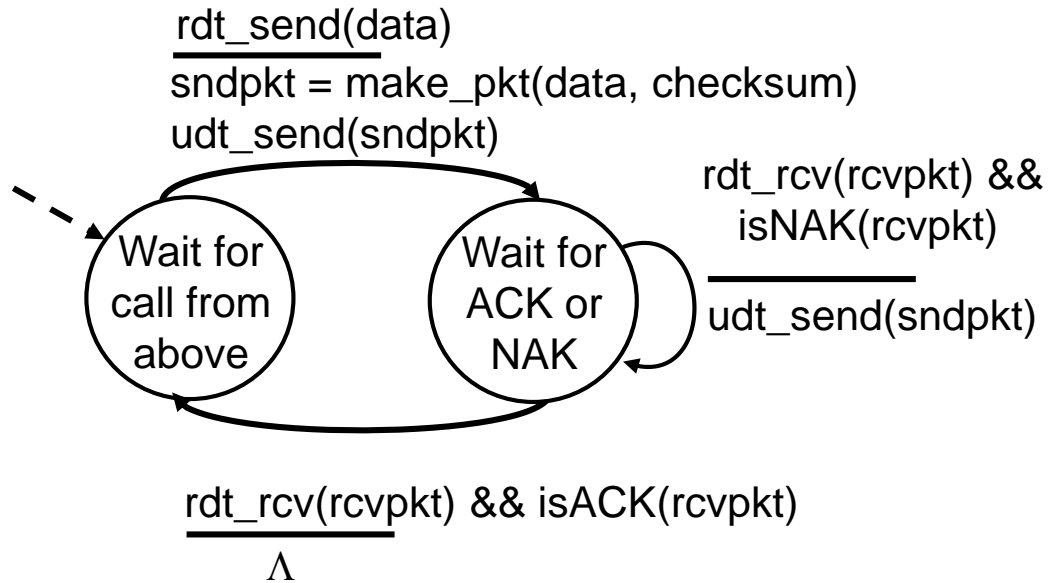 rdt_send(data)
sndpkt = make_pkt(data, checksum)
udt_send(sndpkt)
rdt_rcv(rcvpkt) &&
isNAK(rcvpkt)
udt_send(sndpkt)
Wait for
call from
above
Wait for
ACK or
NAK
rdt_rcv(rcvpkt) && isACK(rcvpkt)
Λ